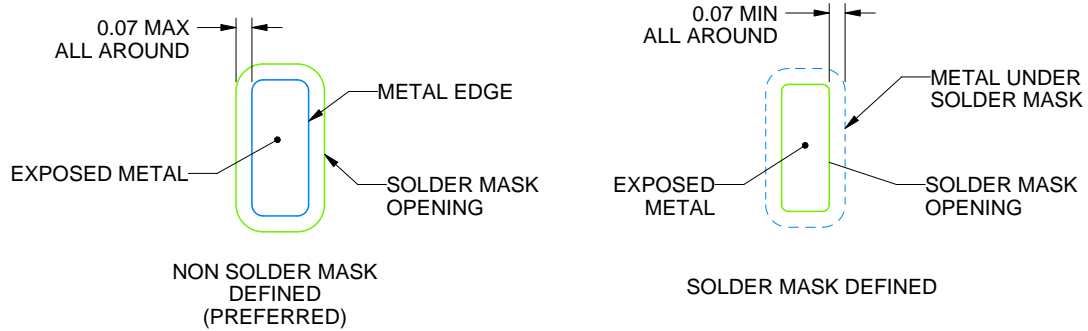 0.07 MAX
ALL AROUND
METAL EDGE
EXPOSED METAL
SOLDER MASK
OPENING
NON SOLDER MASK
DEFINED
(PREFERRED)
0.07 MIN
ALL AROUND
METAL UNDER
SOLDER MASK
EXPOSED
METAL
SOLDER MASK
OPENING
SOLDER MASK DEFINED